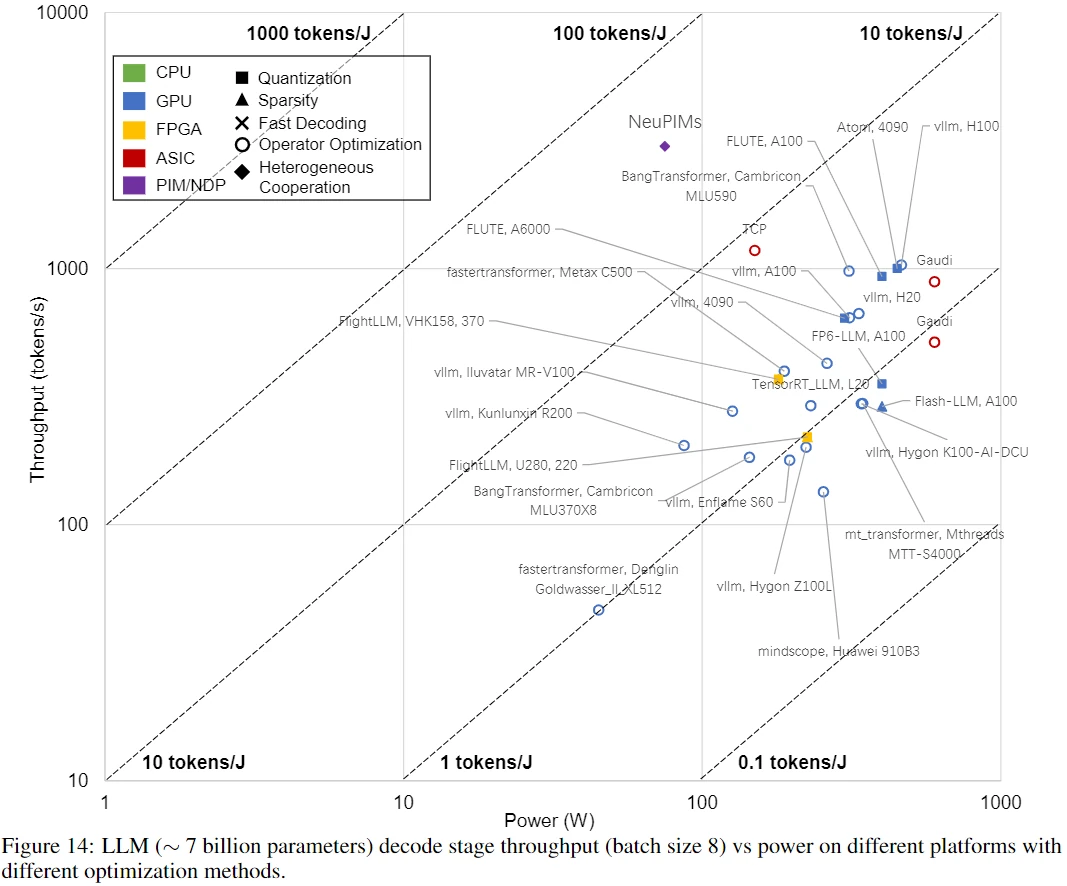 10000
1000 tokens/J
100 tokens/J
10 tokens/J
CPU
GPU
FPGA
ASIC
PIM/NDP
Quantization
Sparsity
Fast Decoding
Operator Optimization
Heterogeneous
Cooperation
NeuPIMs
FLUTE, A100
Atom, 4090
vllm, H100
BangTransformer, Cambricon
MLU590
FLUTE, A6000
TCP
1000
fastertransformer, Metax C500
vllm, A100
Gaudi
vllm, 4090
vllm, H20
FlightLLM, VHK158, 370
Gaudi
FP6-LLM, A100
vllm, Iluvatar MR-V100
TensorRT_LLM, L20
Flash-LLM, A100
vllm, Kunlunxin R200
vllm, Hygon K100-AI-DCU
FlightLLM, U280, 220
BangTransformer, Cambricon
MLU370X8
vllm, Enflame S60
100
mt_transformer, Mthreads
MTT-S4000
fastertransformer, Denglin
Goldwasser_II_XL512
vllm, Hygon Z100L
mindscope, Huawei 910B3
10 tokens/J
1 tokens/J
0.1 tokens/J
10
1
10
100
1000
Throughput (tokens/s)
Power (W)
Figure 14: LLM (∼ 7 billion parameters) decode stage throughput (batch size 8) vs power on different platforms with
different optimization methods.